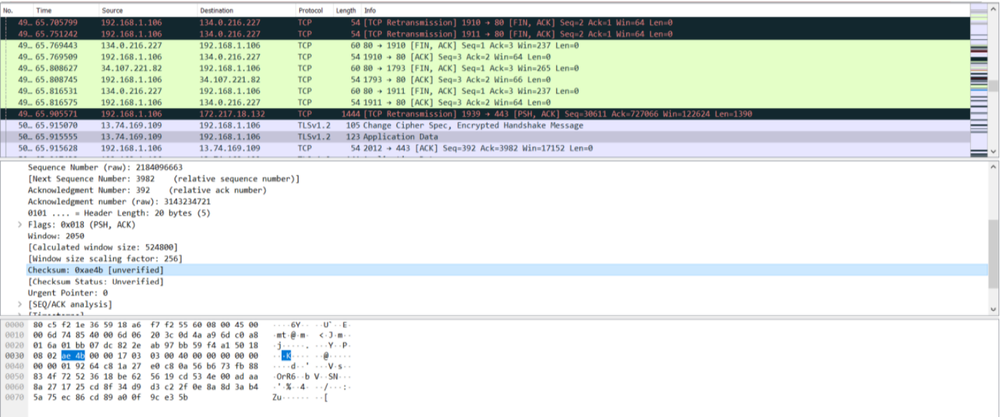 No. Time Source Destination Protocol Length Info
49… 65.705799 192.168.1.106 134.0.216.227 TCP 54 [TCP Retransmission] 1910 → 80 [FIN, ACK] Seq=2 Ack=1 Win=64 Len=0
49… 65.751242 192.168.1.106 134.0.216.227 TCP 54 [TCP Retransmission] 1911 → 80 [FIN, ACK] Seq=2 Ack=1 Win=64 Len=0
49… 65.769443 134.0.216.227 192.168.1.106 TCP 60 80 → 1910 [FIN, ACK] Seq=1 Ack=3 Win=237 Len=0
49… 65.769509 192.168.1.106 134.0.216.227 TCP 54 1910 → 80 [ACK] Seq=3 Ack=2 Win=64 Len=0
49… 65.808627 34.107.221.82 192.168.1.106 TCP 60 80 → 1793 [FIN, ACK] Seq=1 Ack=3 Win=265 Len=0
49… 65.808745 192.168.1.106 34.107.221.82 TCP 54 1793 → 80 [ACK] Seq=3 Ack=2 Win=66 Len=0
49… 65.816531 134.0.216.227 192.168.1.106 TCP 60 80 → 1911 [FIN, ACK] Seq=1 Ack=3 Win=237 Len=0
49… 65.816575 192.168.1.106 134.0.216.227 TCP 54 1911 → 80 [ACK] Seq=3 Ack=2 Win=64 Len=0
49… 65.905571 192.168.1.106 172.217.18.132 TCP 1444 [TCP Retransmission] 1939 → 443 [PSH, ACK] Seq=30611 Ack=727066 Win=122624 Len=1390
50… 65.915070 13.74.169.109 192.168.1.106 TLSv1.2 105 Change Cipher Spec, Encrypted Handshake Message
50… 65.915555 13.74.169.109 192.168.1.106 TLSv1.2 123 Application Data
50… 65.915628 192.168.1.106 13.74.169.109 TCP 54 2012 → 443 [ACK] Seq=392 Ack=3982 Win=17152 Len=0
Sequence Number (raw): 2184096663
[Next Sequence Number: 3982 (relative sequence number)]
Acknowledgment Number: 392 (relative ack number)
Acknowledgment number (raw): 3143234721
0101 .... = Header Length: 20 bytes (5)
> Flags: 0x018 (PSH, ACK)
Window: 2050
[Calculated window size: 524800]
[Window size scaling factor: 256]
Checksum: 0xae4b [unverified]
[Checksum Status: Unverified]
Urgent Pointer: 0
> [SEQ/ACK analysis]
0000 80 c5 f2 1e 36 59 18 a6 f7 f2 55 60 08 00 45 00 ····6Y·· ··U`··E·
0010 00 6d 74 85 40 00 6d 06 20 3c 0d 4a a9 6d c0 a8 ·mt·@·m· <·J·m··
0020 01 6a 01 bb 07 dc 82 2e ab 97 bb 59 f4 a1 50 18 ·j·····. ···Y··P·
0030 08 02 ae 4b 00 00 17 03 03 00 40 00 00 00 00 00 ···K···· ··@·····
0040 00 00 01 92 64 c8 1a 27 e0 c8 0a 56 b6 73 fb 88 ····d··' ···V·s··
0050 83 4f 72 52 36 18 be 62 56 19 cd 53 4e 00 ad aa ·OrR6··b V··SN···
0060 8a 27 17 25 cd 8f 34 d9 d3 c2 2f 0e 8a 8d 3a b4 ·'·%··4· ··/···:·
0070 5a 75 ec 86 cd 89 a0 0f 9c e3 5b Zu······ ··[